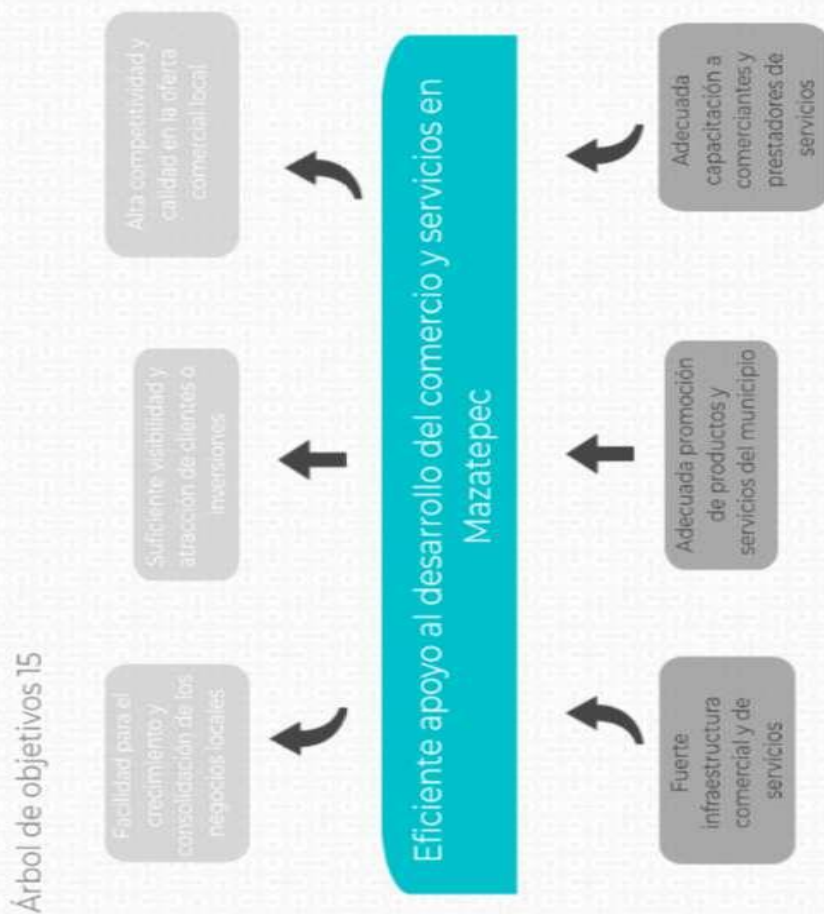 Árbol de objetivos 15
Facilidad para el
crecimiento y
consolidación de los
negocios locales
Suficiente visibilidad y
atracción de clientes o
inversiones
Alta competitividad y
calidad en la oferta
comercial local
Eficiente apoyo al desarrollo del comercio y servicios en
Mazatepec
Fuerte
infraestructura
comercial y de
servicios
Adecuada promoción
de productos y
servicios del municipio
Adecuada
capacitación a
comerciantes y
prestadores de
servicios